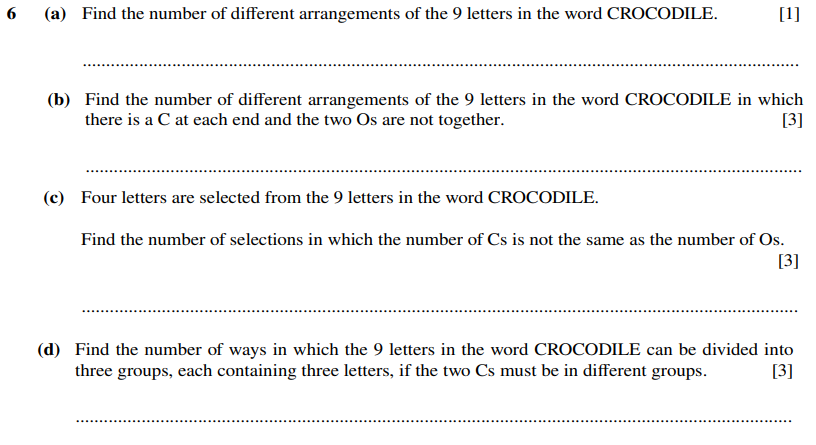 6 (a) Find the number of different arrangements of the 9 letters in the word CROCODILE. [1]
(b) Find the number of different arrangements of the 9 letters in the word CROCODILE in which
there is a C at each end and the two Os are not together. [3]
(c) Four letters are selected from the 9 letters in the word CROCODILE.
Find the number of selections in which the number of Cs is not the same as the number of Os.
[3]
(d) Find the number of ways in which the 9 letters in the word CROCODILE can be divided into
three groups, each containing three letters, if the two Cs must be in different groups. [3]